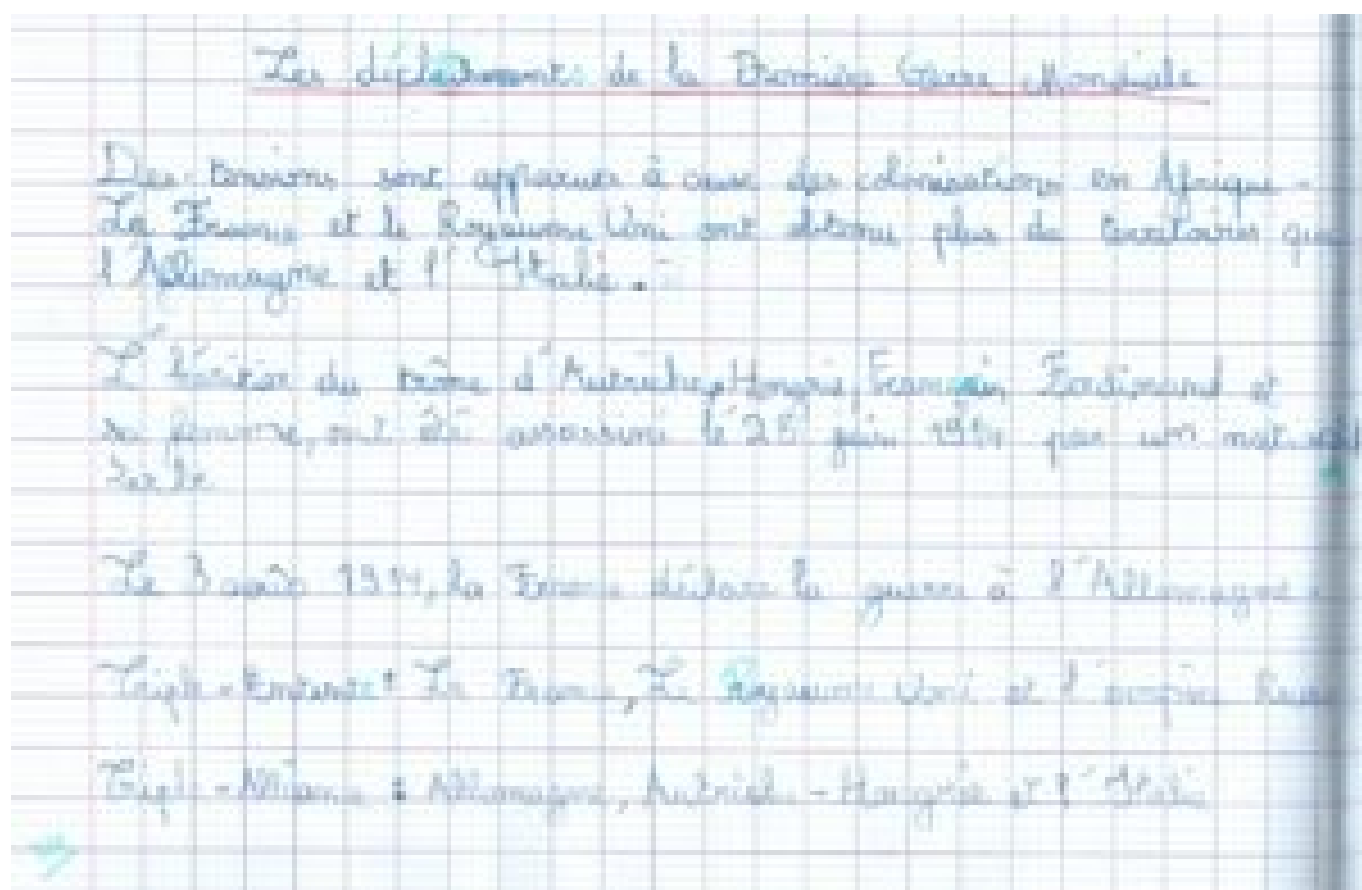 Les de la Première Guerre Mondiale
Des tensions sont apparues à cause des colonisations en Afrique.
La France et le Royaume Uni ont obtenu plus de territoires que
l'Allemagne et l'Italie.
L'héritier du trône d'Autriche-Hongrie, Ferdinand et
sa femme, ont été assassiné le 28 juin 1914 par un
Le 3 août 1914, la France déclare la guerre à l'Allemagne.
Triple-Entente: La France, Le Royaume Uni et l'empire
Triple-Alliance : Allemagne, Autriche-Hongrie et l'Italie